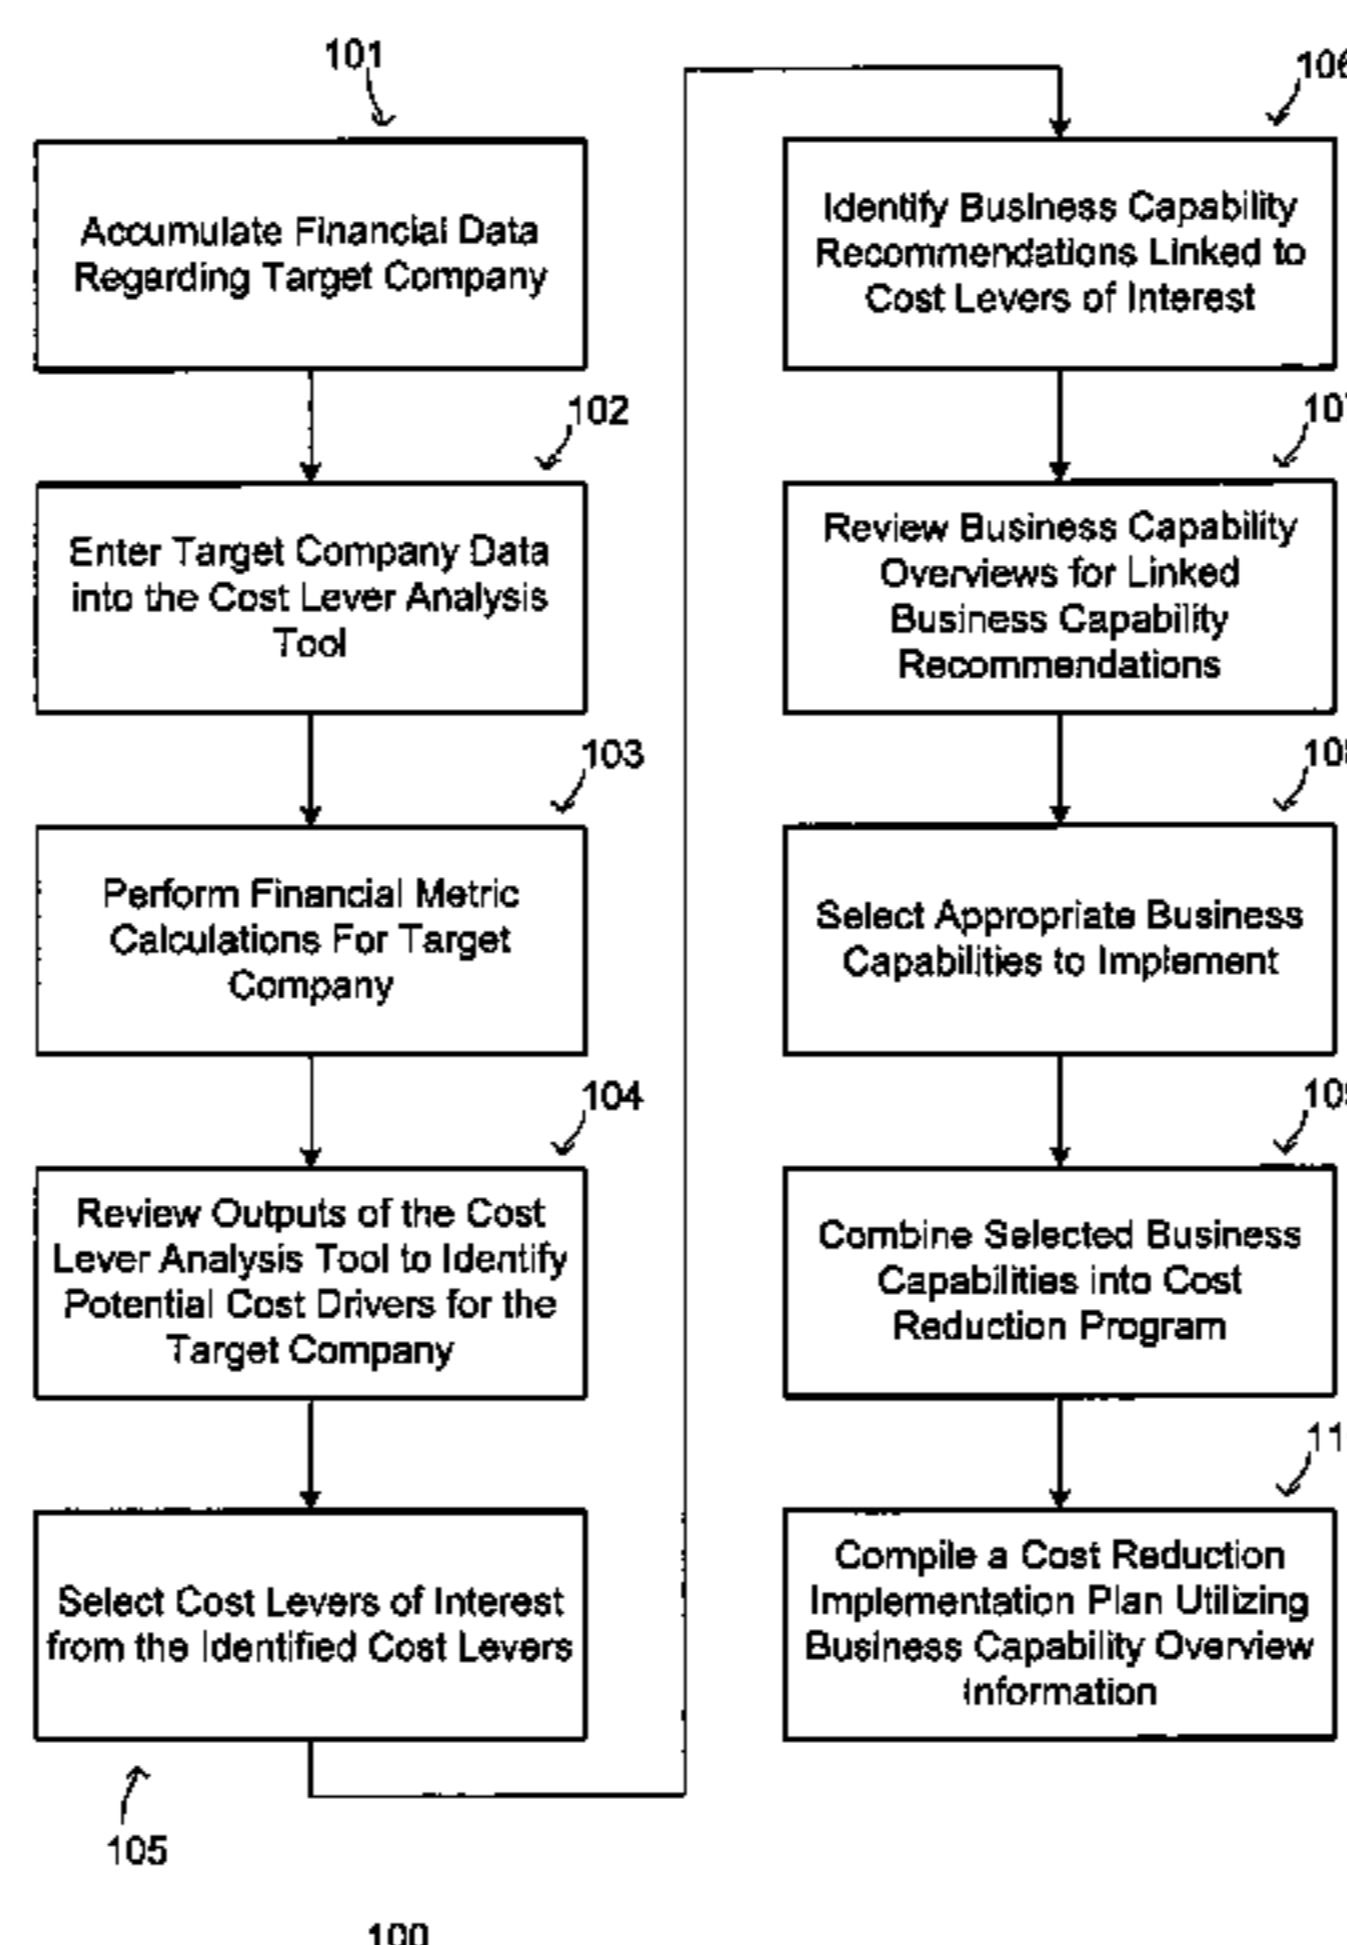 101
Accumulate Financial Data
Regarding Target Company
102
Enter Target Company Data
into the Cost Lever Analysis
Tool
103
Perform Financial Metric
Calculations For Target
Company
104
Review Outputs of the Cost
Lever Analysis Tool to Identify
Potential Cost Drivers for the
Target Company
Select Cost Levers of Interest
from the Identified Cost Levers
105
106
Identify Business Capability
Recommendations Linked to
Cost Levers of Interest
107
Review Business Capability
Overviews for Linked
Business Capability
Recommendations
108
Select Appropriate Business
Capabilities to Implement
109
Combine Selected Business
Capabilities into Cost
Reduction Program
11
Compile a Cost Reduction
Implementation Plan Utilizing
Business Capability Overview
Information
100